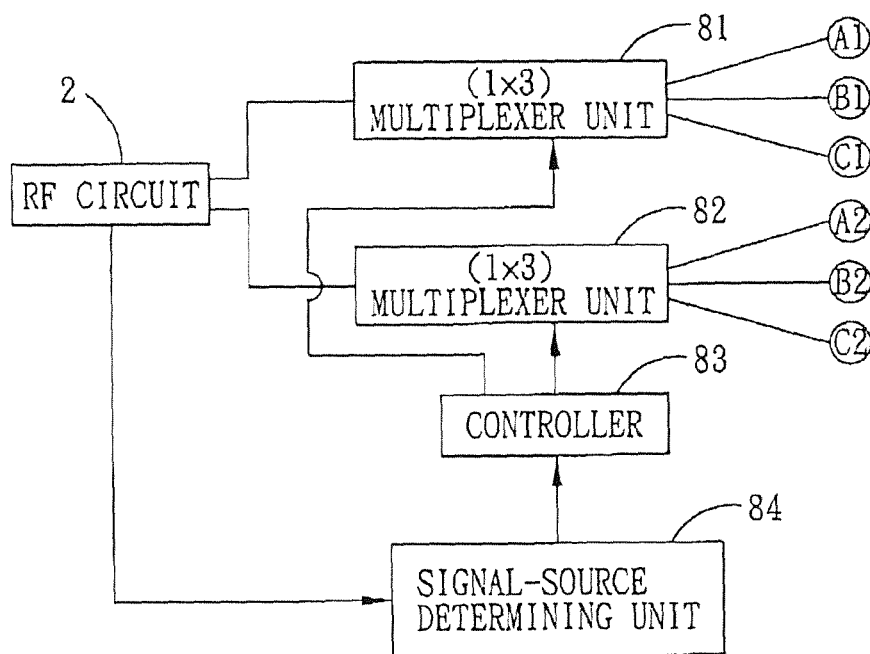 81
(1×3)
MULTIPLEXER UNIT
A1
B1
C1
2
RF CIRCUIT
82
(1×3)
MULTIPLEXER UNIT
A2
B2
C2
83
CONTROLLER
84
SIGNAL-SOURCE
DETERMINING UNIT